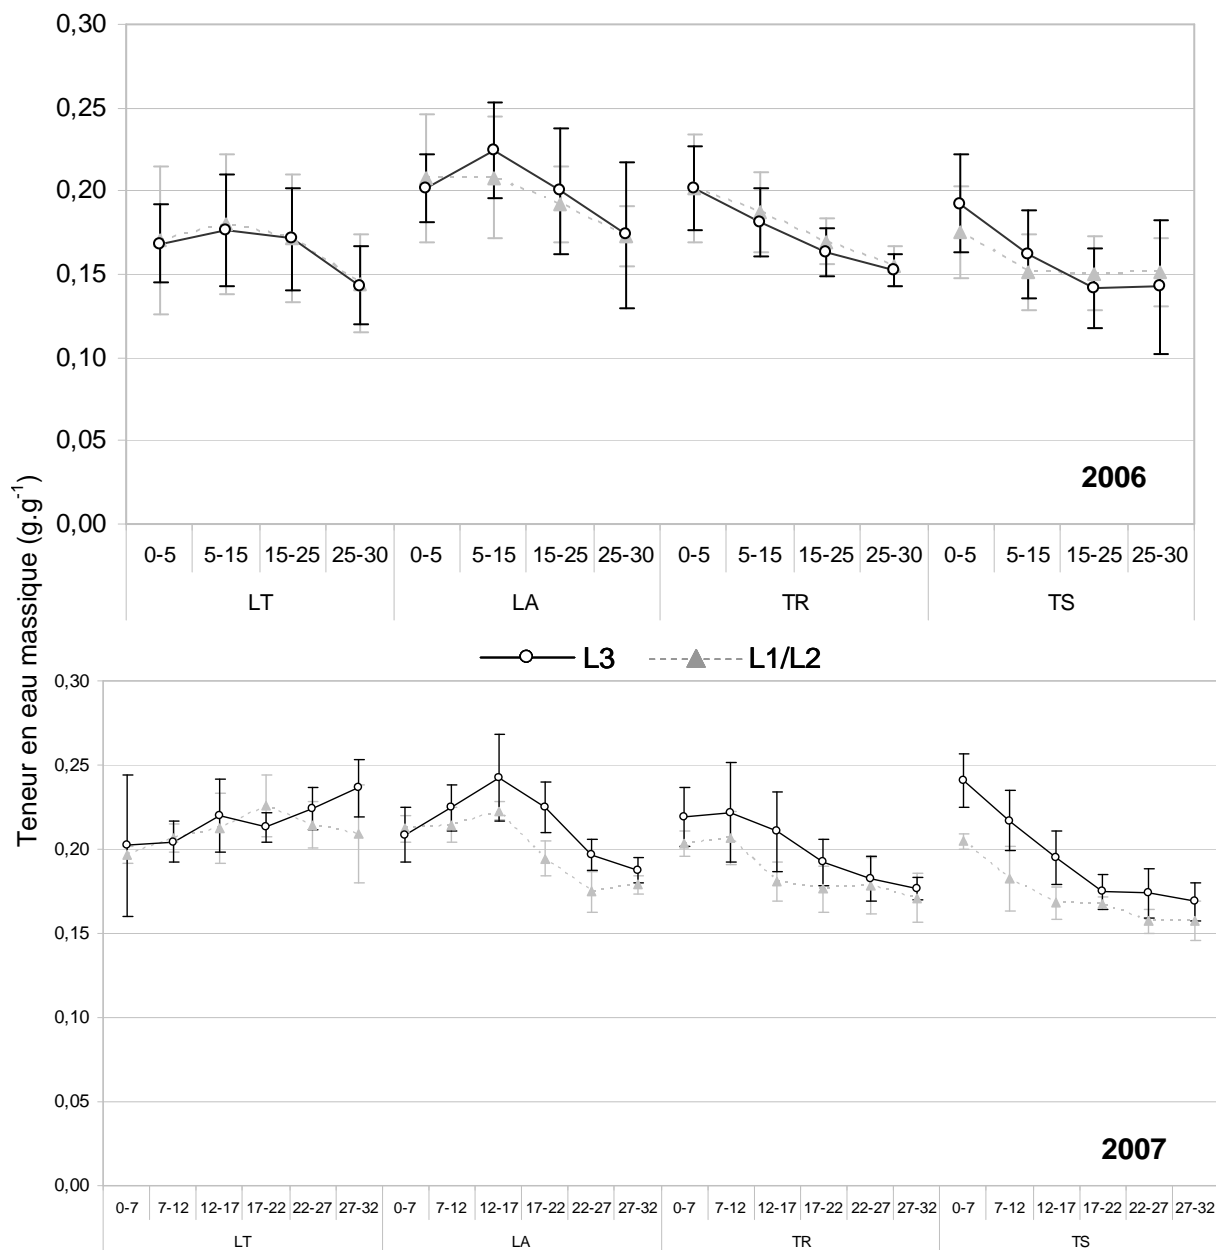 0,30
0,25
0,20
0,15
0,10
0,05
0,00
2006
0-5 5-15 15-25 25-30 0-5 5-15 15-25 25-30 0-5 5-15 15-25 25-30 0-5 5-15 15-25 25-30
LT LA TR TS
Teneur en eau massique (g.g⁻¹)
L3 L1/L2
0,30
0,25
0,20
0,15
0,10
0,05
0,00
2007
0-7 7-12 12-17 17-22 22-27 27-32 0-7 7-12 12-17 17-22 22-27 27-32 0-7 7-12 12-17 17-22 22-27 27-32 0-7 7-12 12-17 17-22 22-27 27-32
LT LA TR TS